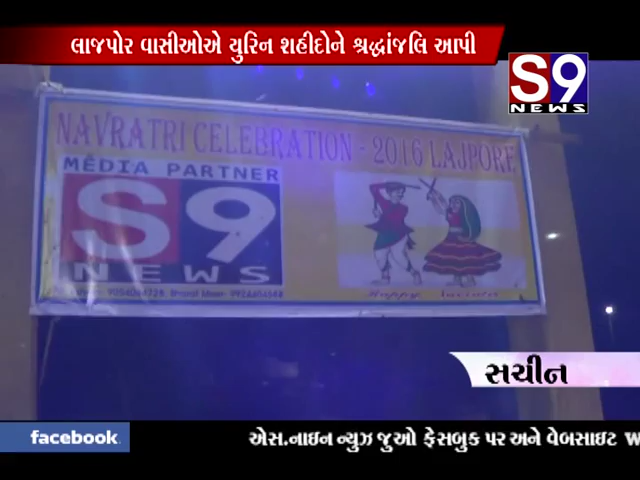 લાજપોર વાસીઓએ યુરિન શહીદોને શ્રદ્ધાંજલિ આપી
S9
NEWS
NAVRATRI CELEBRATION - 2016 LAJPORE
MEDIA PARTNER
S9
NEWS
Happy
સચીન
facebook
એસ.નાઇન ન્યુઝ જુઓ ફેસબુક પર અને વેબસાઇટ W